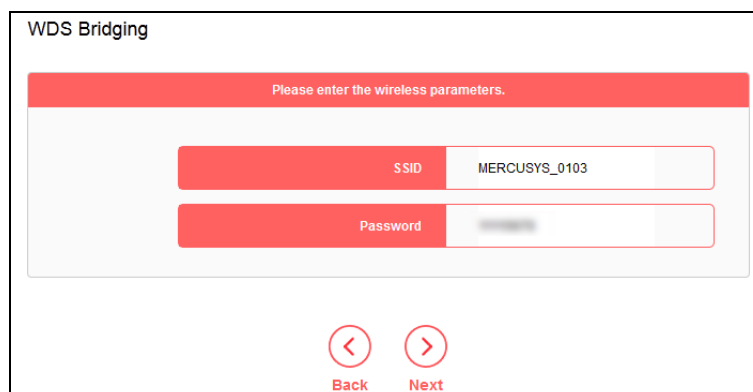 WDS Bridging
Please enter the wireless parameters.
SSID MERCUSYS_0103
Password
Back Next